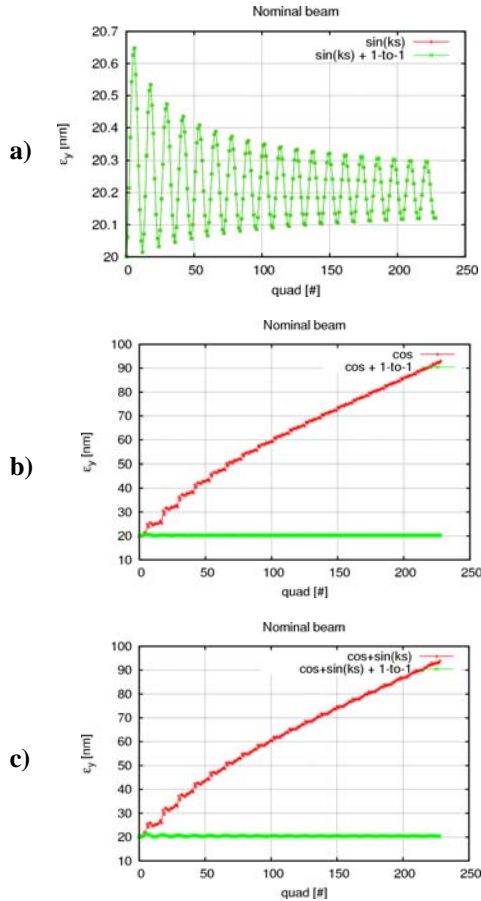 Nominal beam
20.7
20.6
20.5
20.4
20.3
20.2
20.1
20
sin(ks)
sin(ks) + 1-to-1
a)
εy [nm]
0 50 100 150 200 250
quad [#]
Nominal beam
100
90
80
70
60
50
40
30
20
10
cos
cos + 1-to-1
b)
εy [nm]
0 50 100 150 200 250
quad [#]
Nominal beam
100
90
80
70
60
50
40
30
20
10
cos+sin(ks)
cos+sin(ks) + 1-to-1
c)
εy [nm]
0 50 100 150 200 250
quad [#]